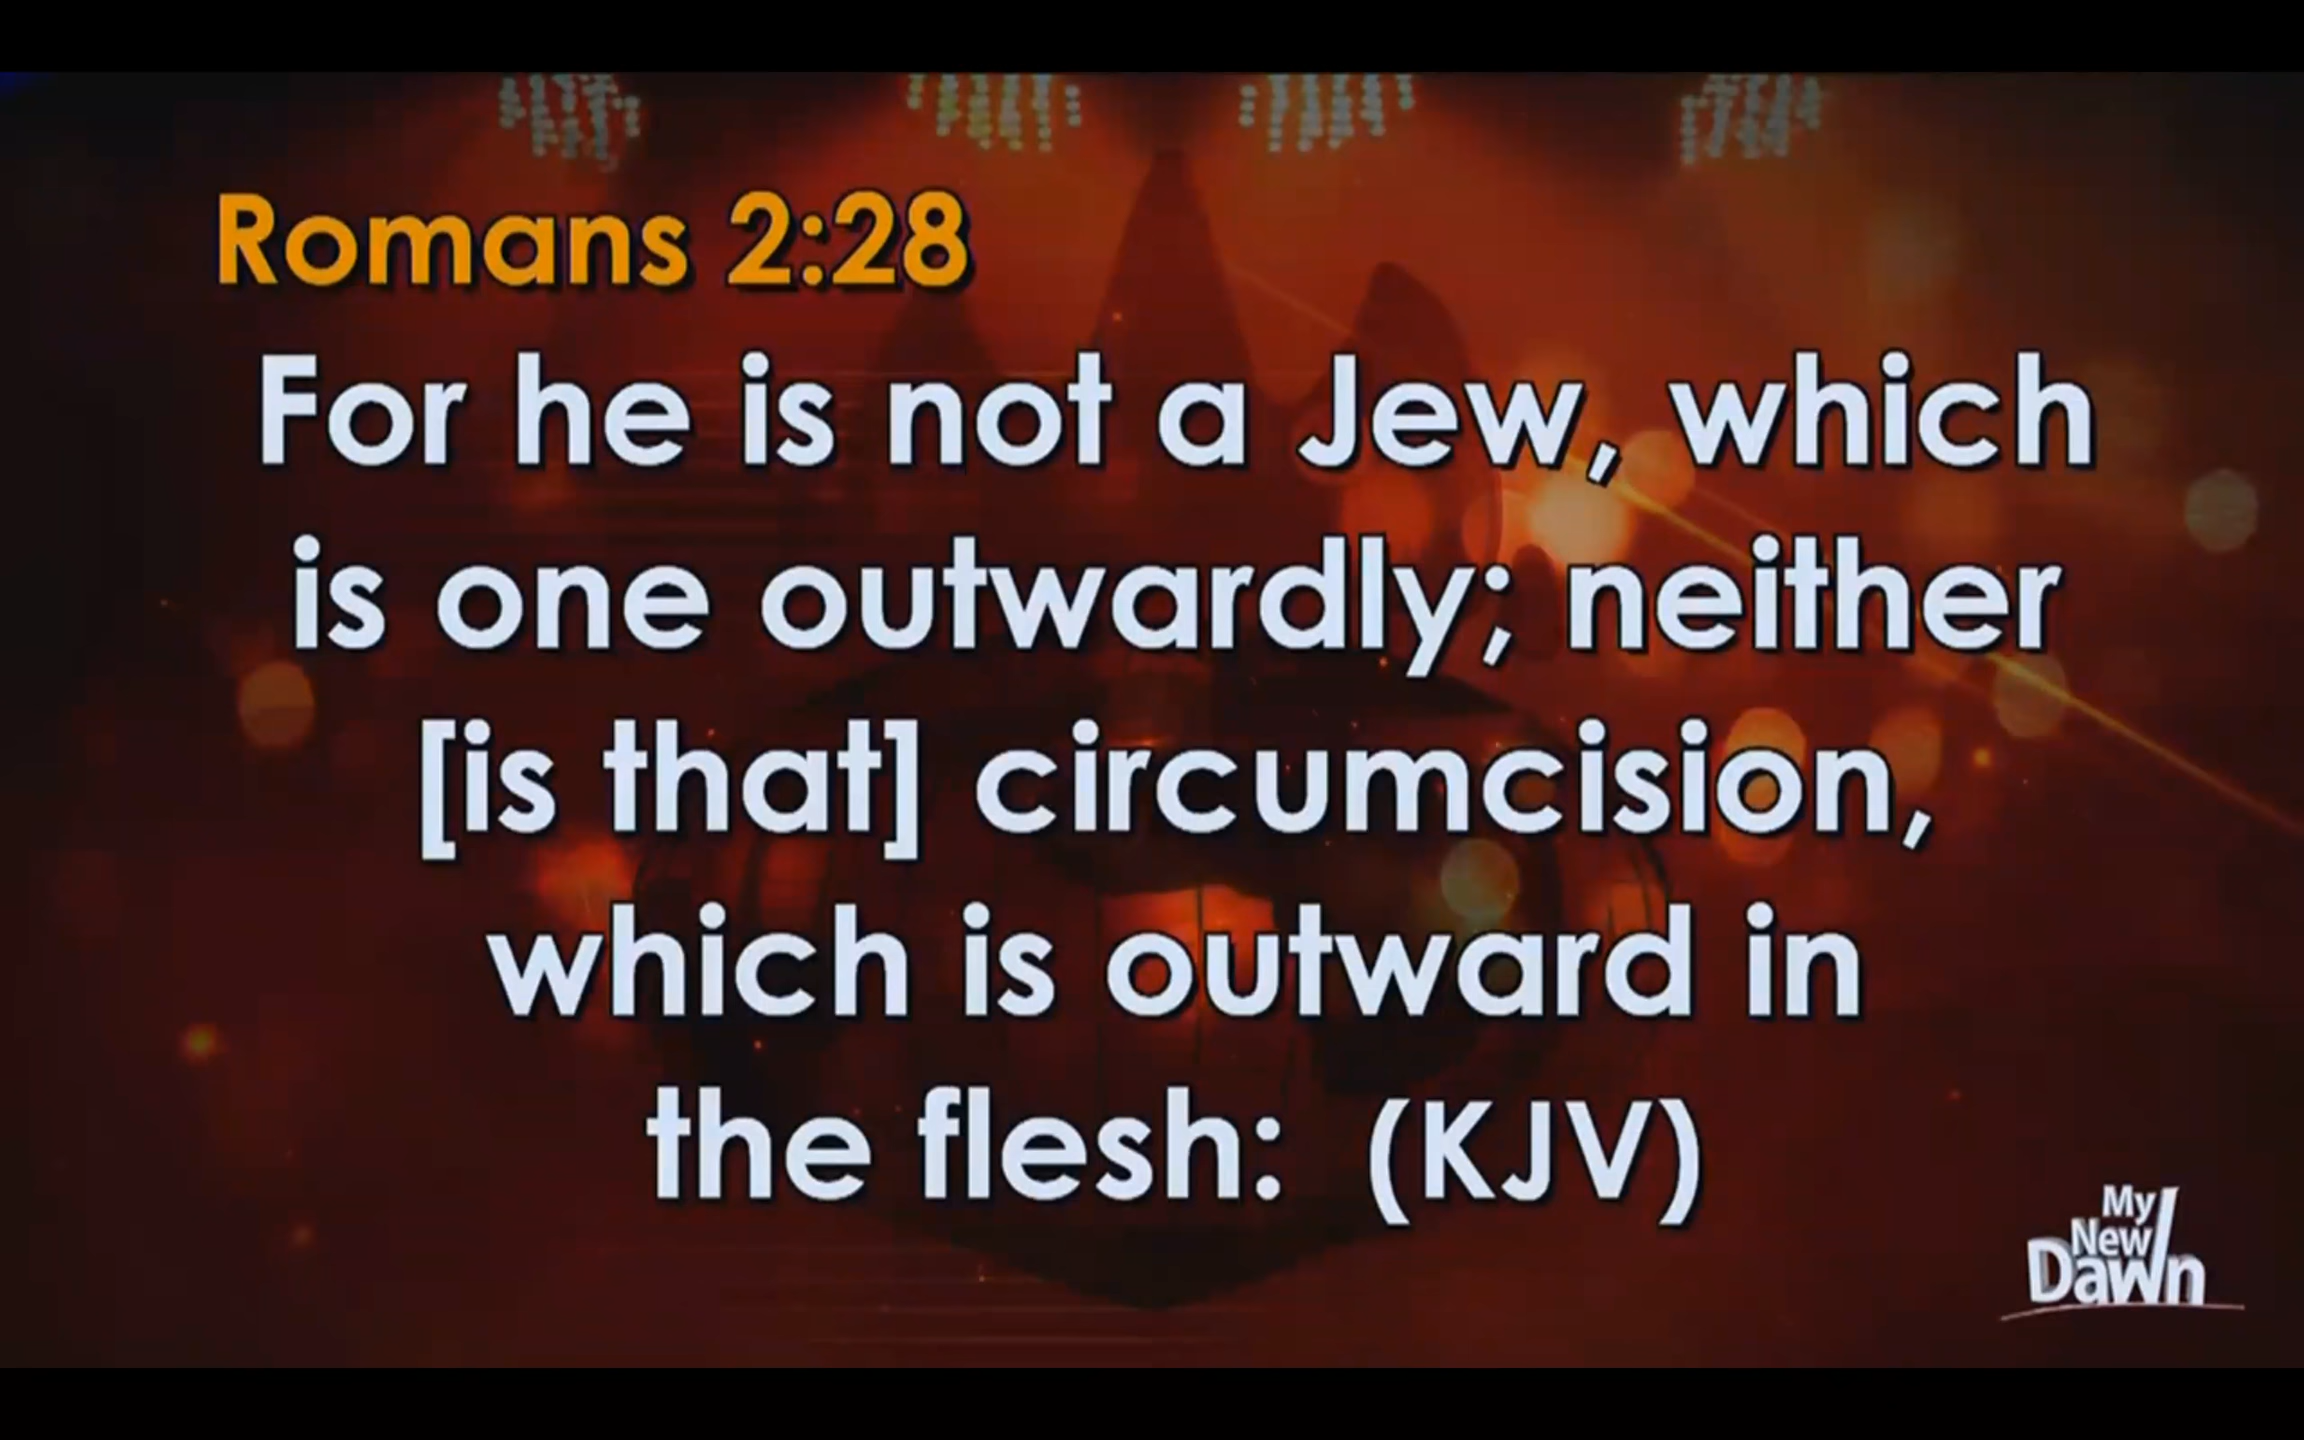 Romans 2:28
For he is not a Jew, which
is one outwardly; neither
[is that] circumcision,
which is outward in
the flesh: (KJV)
My
New
Dawn